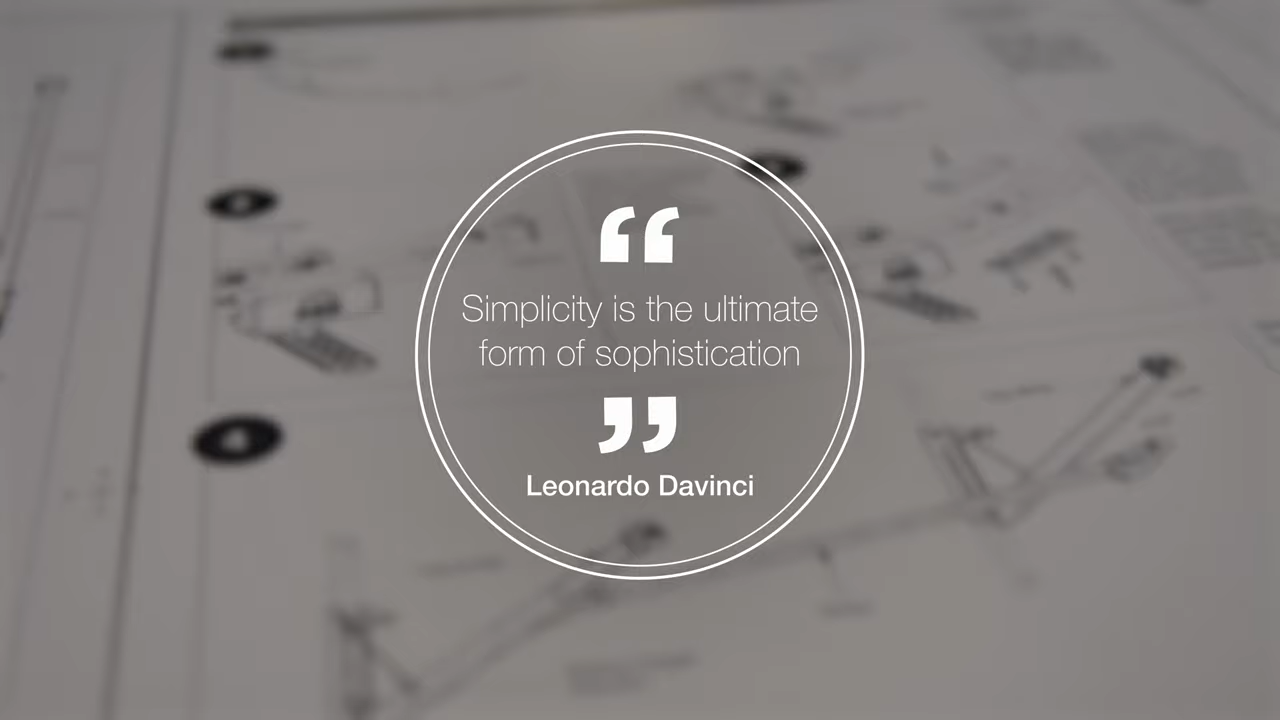 “
Simplicity is the ultimate
form of sophistication
”
Leonardo Davinci